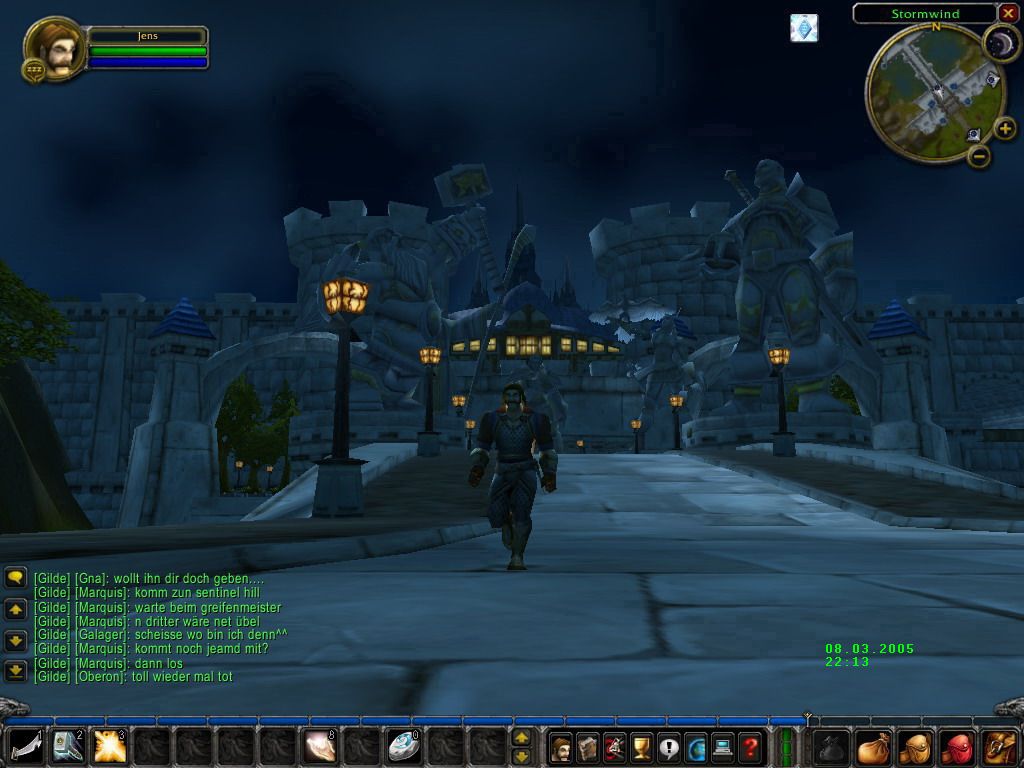 Jens
zzz
Stormwind
N
[Gilde] [Gna]: wollt ihn dir doch geben....
[Gilde] [Marquis]: komm zun sentinel hill
[Gilde] [Marquis]: warte beim greifenmeister
[Gilde] [Marquis]: n dritter wäre net übel
[Gilde] [Galager]: scheisse wo bin ich denn^^
[Gilde] [Marquis]: kommt noch jeamd mit?
[Gilde] [Marquis]: dann los
[Gilde] [Oberon]: toll wieder mal tot
08.03.2005
22:13
1 2 3 8 0